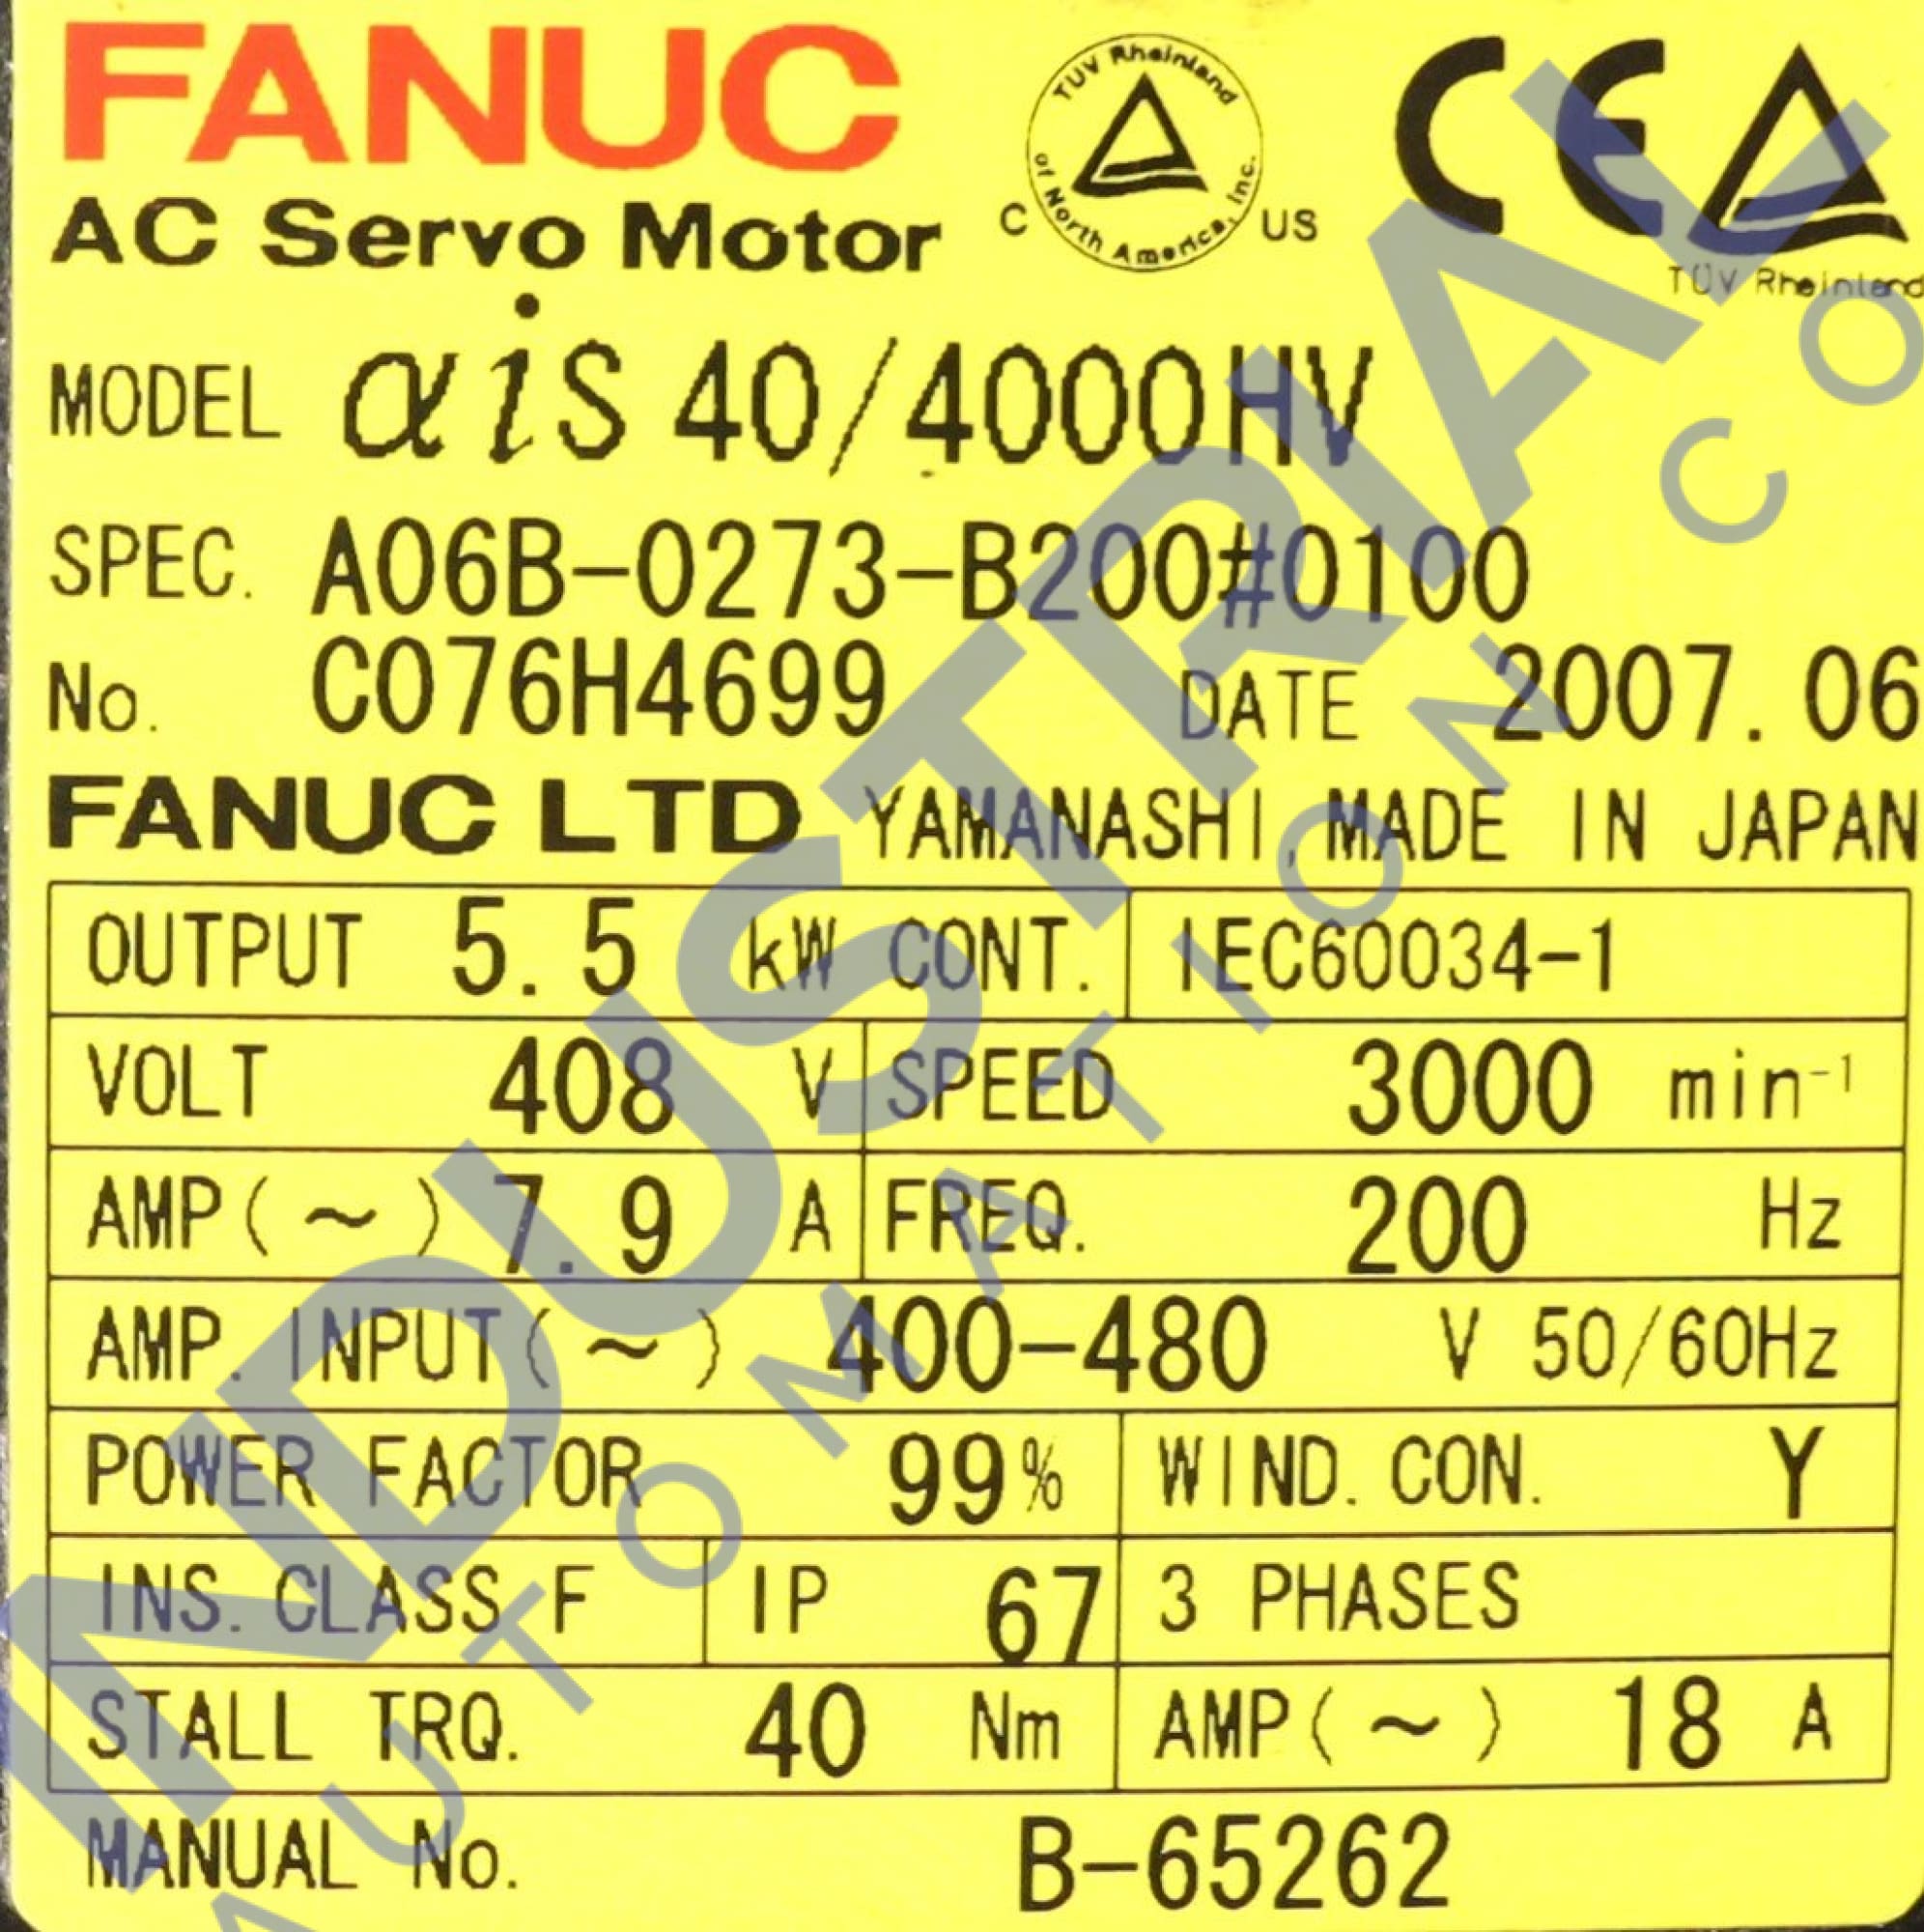 FANUC
TÜV Rheinland
of North America, Inc.
C US
CE
TÜV Rheinland
AC Servo Motor
MODEL αiS 40/4000HV
SPEC. A06B-0273-B200#0100
No. C076H4699 DATE 2007.06
FANUC LTD YAMANASHI, MADE IN JAPAN
OUTPUT 5.5 kW CONT. IEC60034-1
VOLT 408 V SPEED 3000 min⁻¹
AMP(~) 7.9 A FREQ. 200 Hz
AMP. INPUT(~) 400-480 V 50/60Hz
POWER FACTOR 99% WIND. CON. Y
INS. CLASS F IP 67 3 PHASES
STALL TRQ. 40 Nm AMP(~) 18 A
MANUAL No. B-65262
INDUSTRIAL
AUTOMATION CO